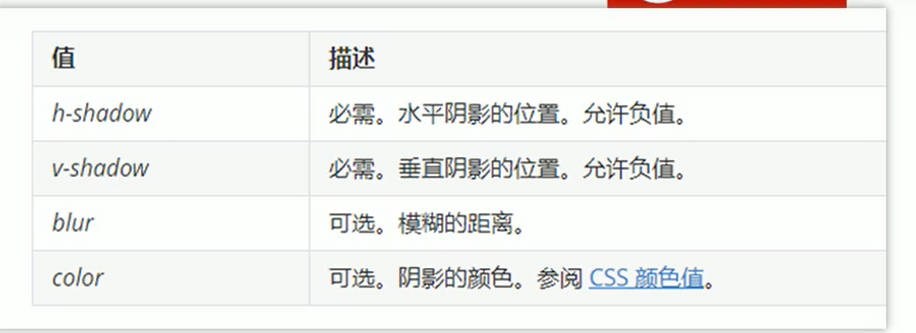 值 描述
h-shadow 必需。水平阴影的位置。允许负值。
v-shadow 必需。垂直阴影的位置。允许负值。
blur 可选。模糊的距离。
color 可选。阴影的颜色。参阅 CSS 颜色值。